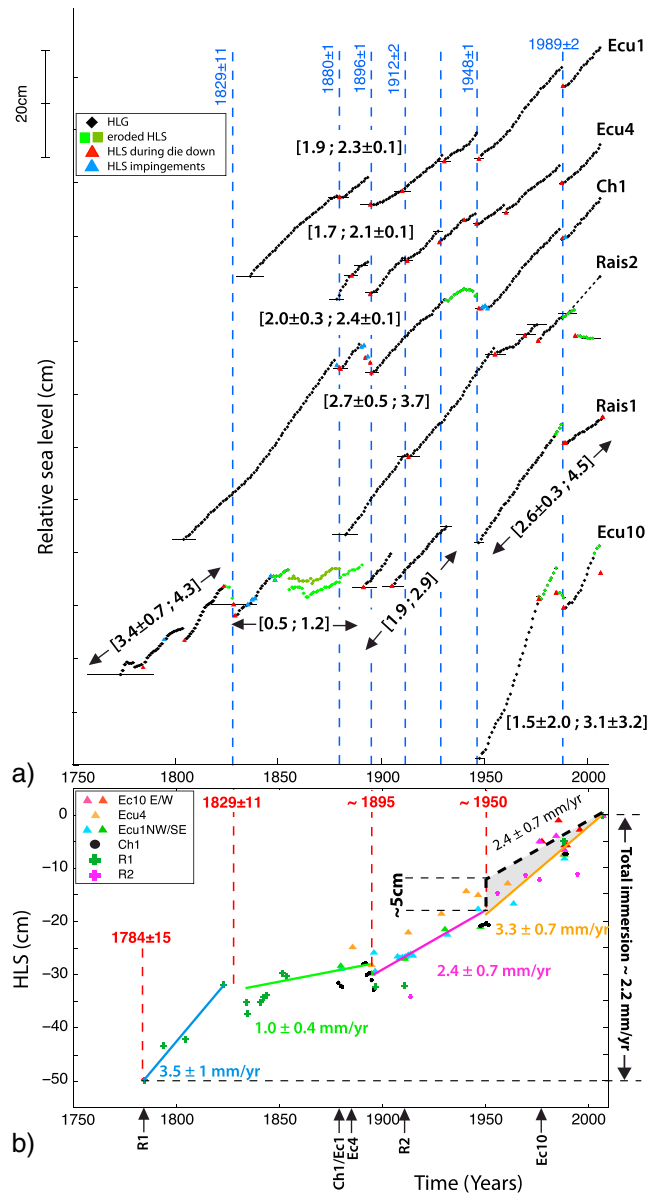 1829±11
1880±1
1896±1
1912±2
1948±1
1989±2
Ecu1
Ecu4
Ch1
Rais2
Rais1
Ecu10
20cm
HLG
eroded HLS
HLS during die down
HLS impingements
[1.9 ; 2.3±0.1]
[1.7 ; 2.1±0.1]
[2.0±0.3 ; 2.4±0.1]
[2.7±0.5 ; 3.7]
[2.6±0.3 ; 4.5]
[3.4±0.7 ; 4.3]
[0.5 ; 1.2]
[1.9 ; 2.9]
[1.5±2.0 ; 3.1±3.2]
Relative sea level (cm)
a)
1750 1800 1850 1900 1950 2000
Ec10 E/W
Ecu4
Ecu1NW/SE
Ch1
R1
R2
1829±11
~ 1895
~ 1950
1784±15
2.4 ± 0.7 mm/yr
~5cm
3.3 ± 0.7 mm/yr
2.4 ± 0.7 mm/yr
1.0 ± 0.4 mm/yr
3.5 ± 1 mm/yr
Total immersion ~ 2.2 mm/yr
HLS (cm)
0
−10
−20
−30
−40
−50
1750 1800 1850 1900 1950 2000
R1
Ch1/Ec1
Ec4
R2
Ec10
b)
Time (Years)